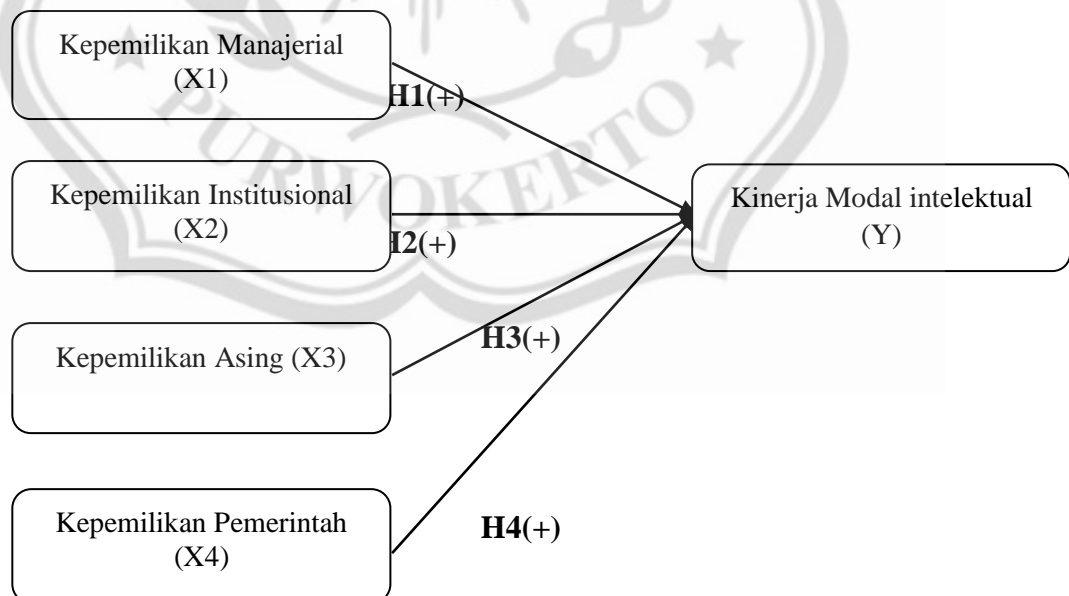 Kepemilikan Manajerial
(X1)
H1(+)
Kepemilikan Institusional
(X2)
H2(+)
Kinerja Modal intelektual
(Y)
Kepemilikan Asing (X3)
H3(+)
Kepemilikan Pemerintah
(X4)
H4(+)
PURWOKERTO